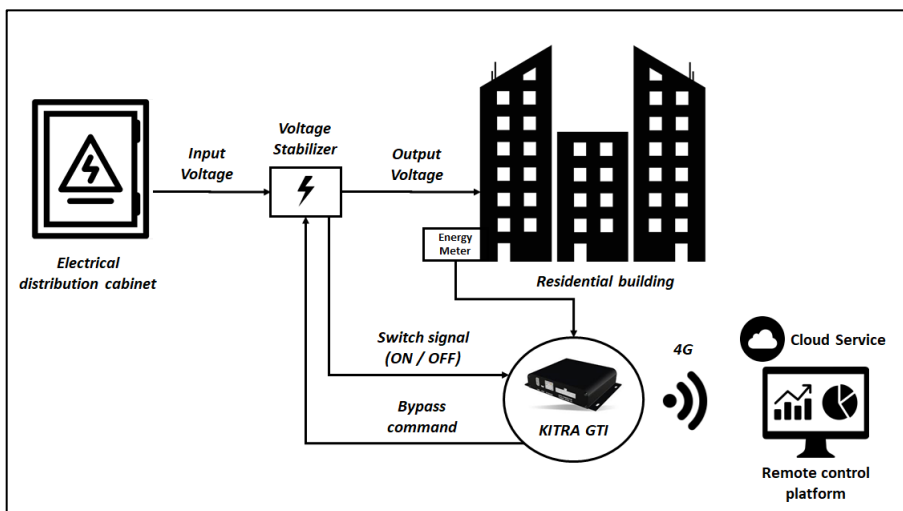 Voltage
Stabilizer
Input
Voltage
Output
Voltage
Energy
Meter
Electrical
distribution cabinet
Residential building
Switch signal
(ON / OFF)
4G
Cloud Service
Bypass
command
KITRA GTI
Remote control
platform